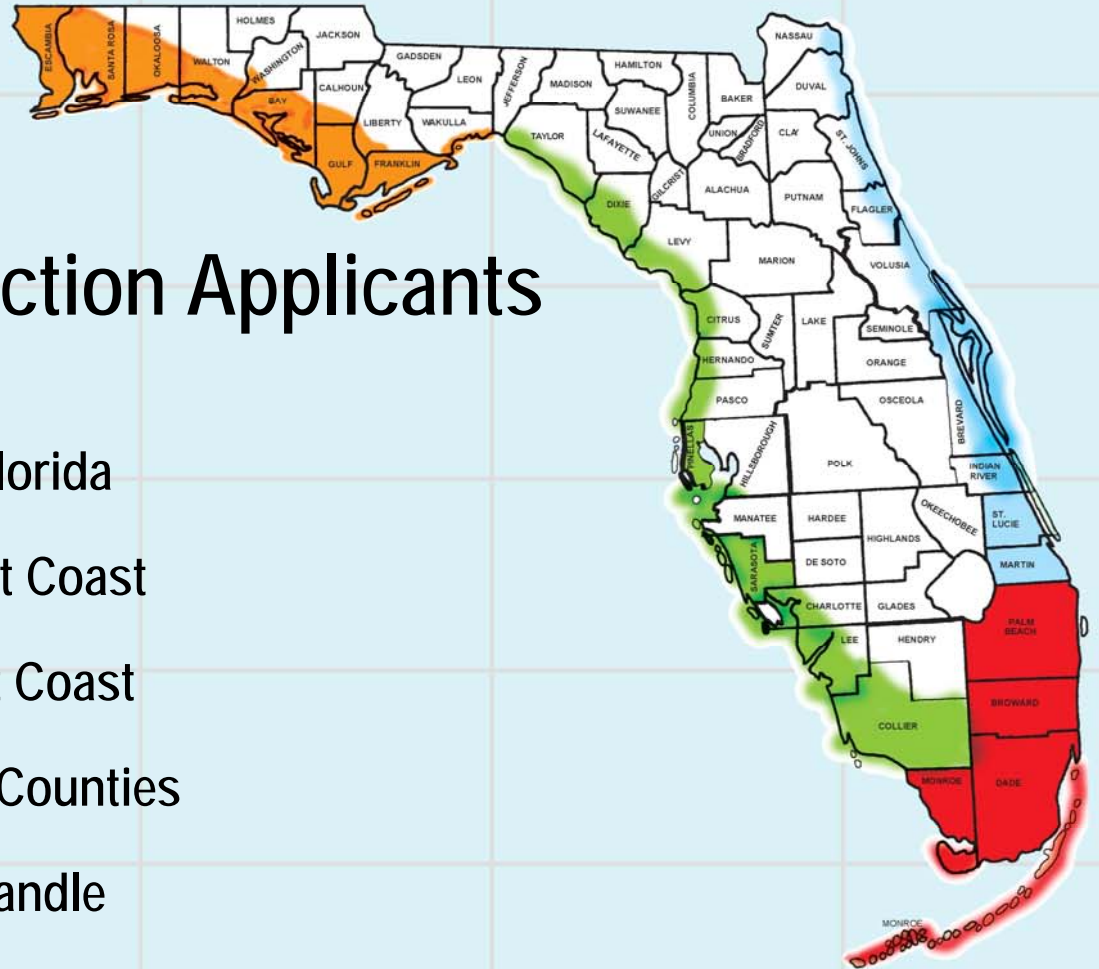 HOLMES
JACKSON
ESCAMBIA
SANTA ROSA
OKALOOSA
WALTON
WASHINGTON
GADSDEN
LEON
JEFFERSON
MADISON
HAMILTON
COLUMBIA
NASSAU
BAKER
DUVAL
BAY
CALHOUN
LIBERTY
WAKULLA
TAYLOR
SUWANEE
LAFAYETTE
UNION
BRADFORD
CLAY
ST. JOHNS
GULF
FRANKLIN
DIXIE
GILCRIST
ALACHUA
PUTNAM
FLAGLER
LEVY
MARION
VOLUSIA
ction Applicants
CITRUS
SUMTER
LAKE
SEMINOLE
HERNANDO
ORANGE
PASCO
OSCEOLA
BREVARD
PINELLAS
HILLSBOROUGH
POLK
INDIAN
RIVER
lorida
MANATEE
HARDEE
HIGHLANDS
OKEECHOBEE
ST.
LUCIE
SARASOTA
DE SOTO
MARTIN
t Coast
CHARLOTTE
GLADES
PALM
BEACH
LEE
HENDRY
t Coast
BROWARD
COLLIER
MONROE
DADE
Counties
andle
MONROE